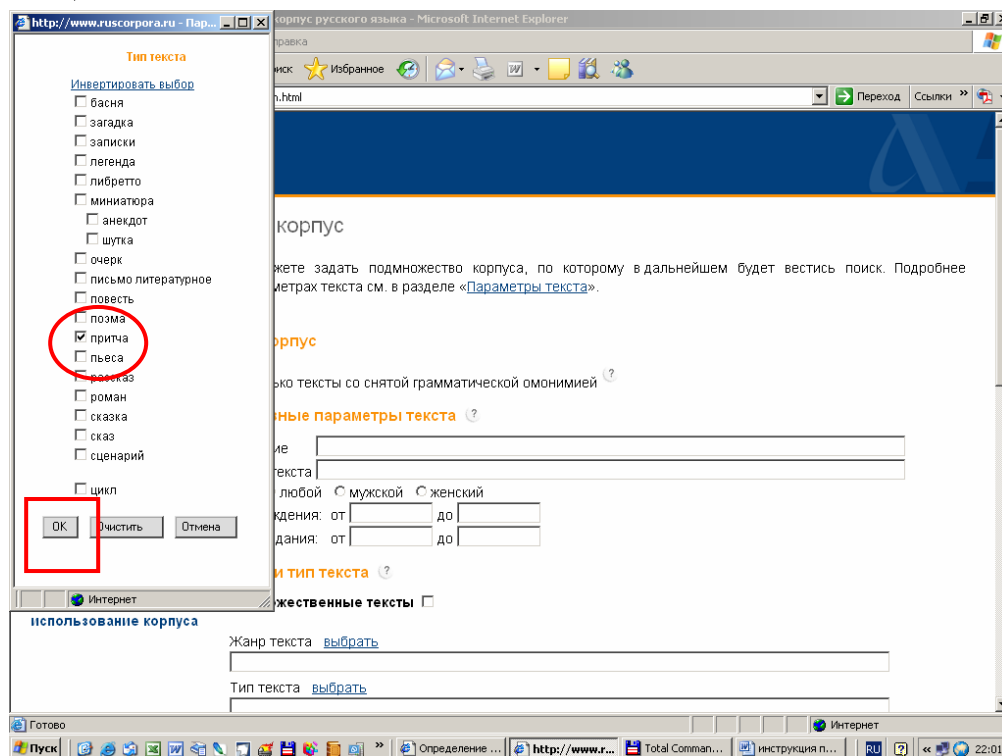 http://www.ruscorpora.ru - Пар...
Тип текста
Инвертировать выбор
басня
загадка
записки
легенда
либретто
миниатюра
анекдот
шутка
очерк
письмо литературное
повесть
поэма
притча
пьеса
рассказ
роман
сказка
сказ
сценарий
цикл
OK Очистить Отмена
Интернет
корпус русского языка - Microsoft Internet Explorer
правка
иск Избранное
n.html Переход Ссылки »
корпус
жете задать подмножество корпуса, по которому в дальнейшем будет вестись поиск. Подробнее
метрах текста см. в разделе «Параметры текста».
орпус
ько тексты со снятой грамматической омонимией ?
ные параметры текста ?
ие
текста
любой мужской женский
ждения: от до
дания: от до
и тип текста ?
жественные тексты
использование корпуса
Жанр текста выбрать
Тип текста выбрать
Готово Интернет
Пуск » Определение ... http://www.r... Total Comman... инструкция п... RU ? « 22:01